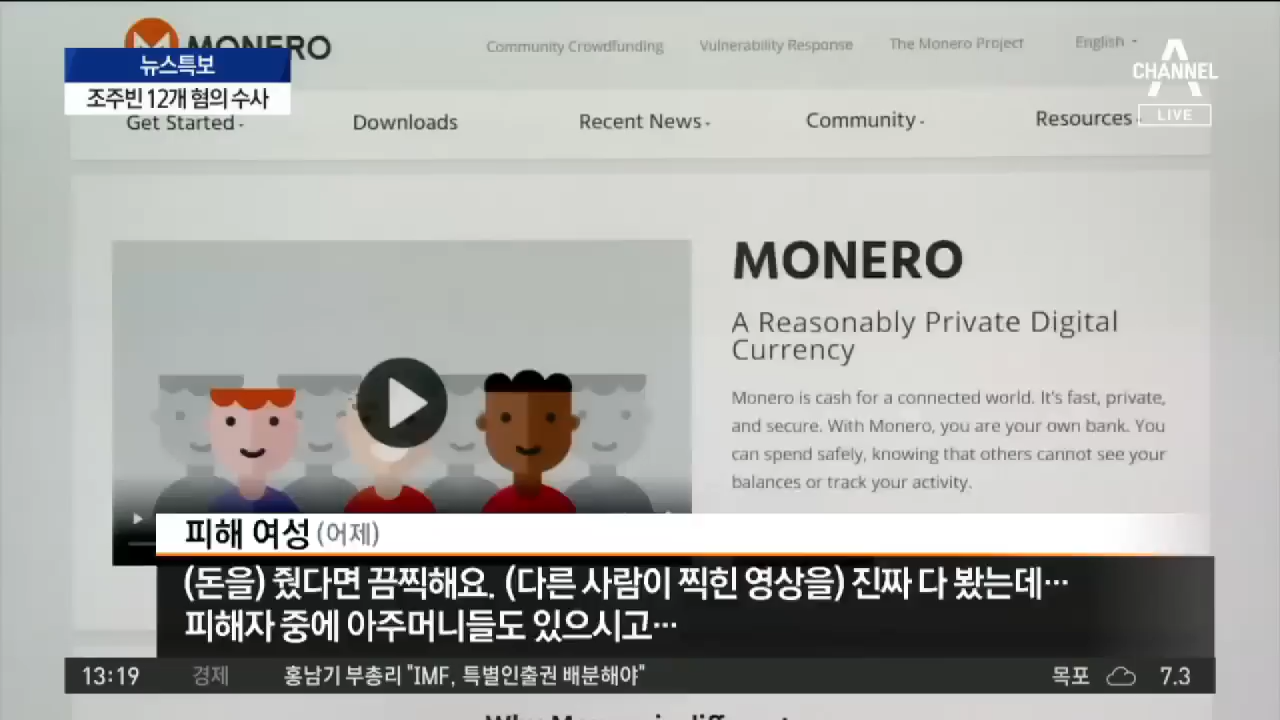 MONERO
Community Crowdfunding
Vulnerability Response
The Monero Project
English
뉴스특보
조주빈 12개 혐의 수사
CHANNEL A
LIVE
Get Started
Downloads
Recent News
Community
Resources
MONERO
A Reasonably Private Digital
Currency
Monero is cash for a connected world. It's fast, private,
and secure. With Monero, you are your own bank. You
can spend safely, knowing that others cannot see your
balances or track your activity.
피해 여성 (어제)
(돈을) 줬다면 끔찍해요. (다른 사람이 찍힌 영상을) 진짜 다 봤는데…
피해자 중에 아주머니들도 있으시고…
13:19 경제 홍남기 부총리 "IMF, 특별인출권 배분해야" 목포 7.3